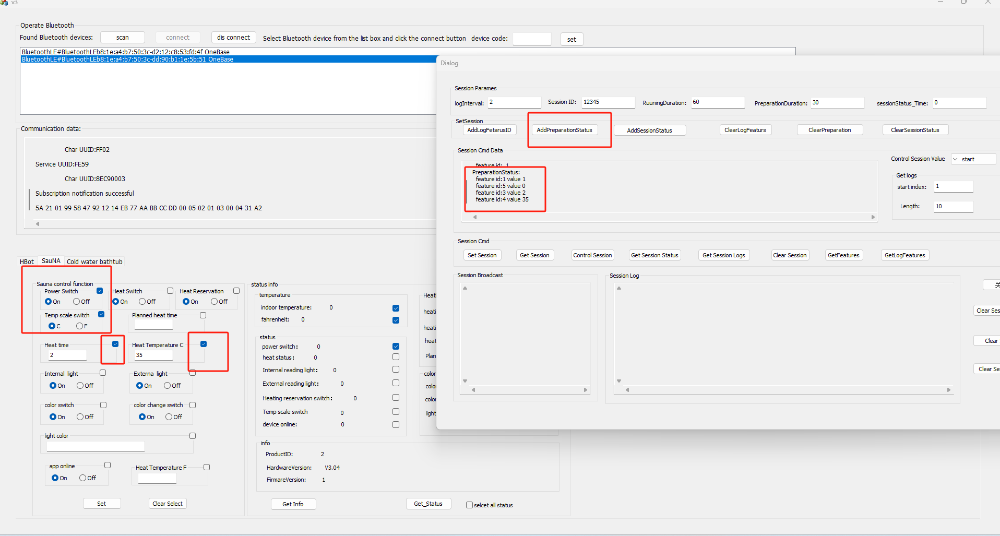 v3
Operate Bluetooth
Found Bluetooth devices:
scan
connect
dis connect
Select Bluetooth device from the list box and click the connect button
device code:
set
BluetoothLE#BluetoothLEb8:1e:a4:b7:50:3c-d2:12:c8:53:fd:4f OneBase
BluetoothLE#BluetoothLEb8:1e:a4:b7:50:3c-dd:90:b1:1e:5b:51 OneBase
Communication data:
Char UUID:FF02
Service UUID:FE59
Char UUID:8EC90003
Subscription notification successful
5A 21 01 99 58 47 92 12 14 EB 77 AA BB CC DD 00 05 02 01 03 00 04 31 A2
Dialog
Session Parames
logInterval: 2
Session ID: 12345
RuuningDuration: 60
PreparationDuration: 30
sessionStatus_Time: 0
SetSession
AddLogFetarusID
AddPreparationStatus
AddSessionStatus
ClearLogFeaturs
ClearPreparation
ClearSessionStatus
Session Cmd Data
feature id: 1
PreparationStatus:
feature id:1 value 1
feature id:5 value 0
feature id:3 value 2
feature id:4 value 35
Control Session Value
start
Get logs
start index: 1
Length: 10
Session Cmd
Set Session
Get Session
Control Session
Get Session Status
Get Session Logs
Clear Session
GetFeatures
GetLogFeatures
Session Broadcast
Session Log
关
Clear Ses
Clear
Clear Se
HBot
SauNA
Cold water bathtub
Sauna control function
Power Switch
On Off
Heat Switch
On Off
Heat Reservation
On Off
Temp scale switch
C F
Planned heat time
Heat time
2
Heat Temperature C
35
Internal light
On Off
Externa light
On Off
color switch
On Off
color change switch
On Off
light color
app online
On Off
Heat Temperature F
Set
Clear Select
status info
temperature
indoor temperature: 0
fahrenheit: 0
status
power switch: 0
heat status: 0
Internal reading light: 0
External reading light: 0
Heating reservation switch: 0
Temp scale switch 0
device online: 0
Heati
heati
heati
heat
Plan
color
color
color
light
info
ProductID: 2
HardwareVersion: V3.04
FirmareVersion: 1
Get Info
Get_Status
selcet all status